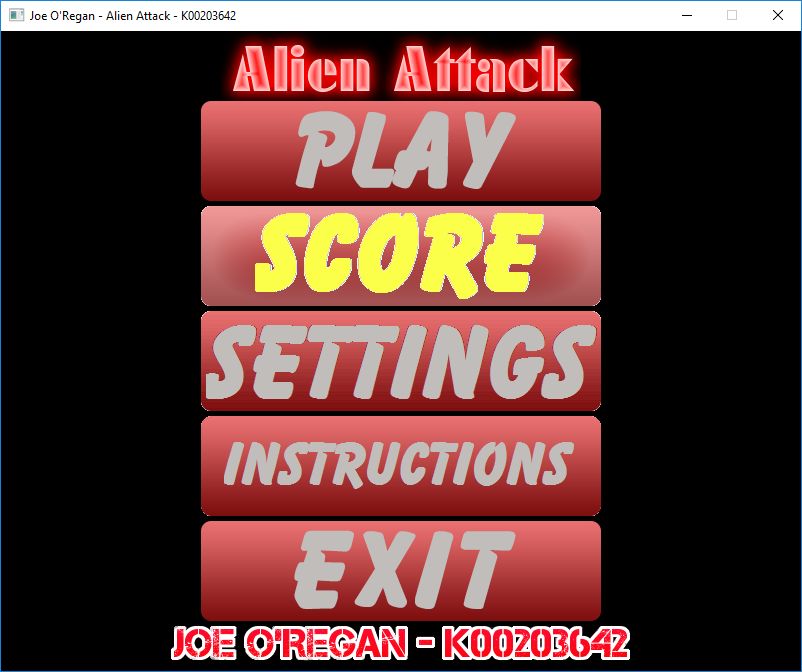 Joe O'Regan - Alien Attack - K00203642
Alien Attack
PLAY
SCORE
SETTINGS
INSTRUCTIONS
EXIT
JOE O'REGAN - K00203642